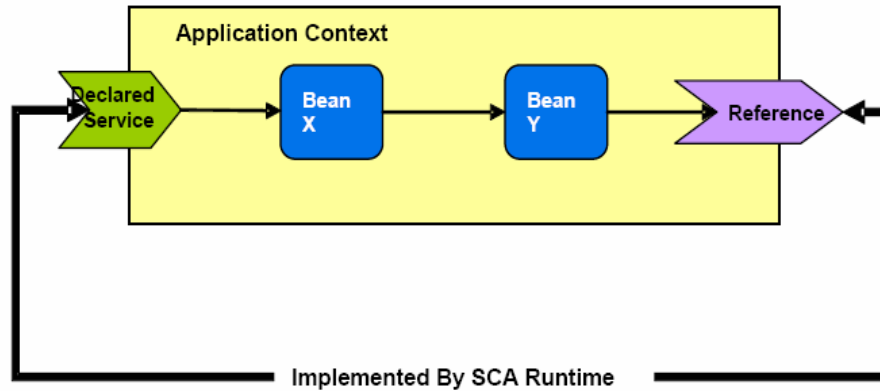 Application Context
Declared
Service
Bean
X
Bean
Y
Reference
Implemented By SCA Runtime